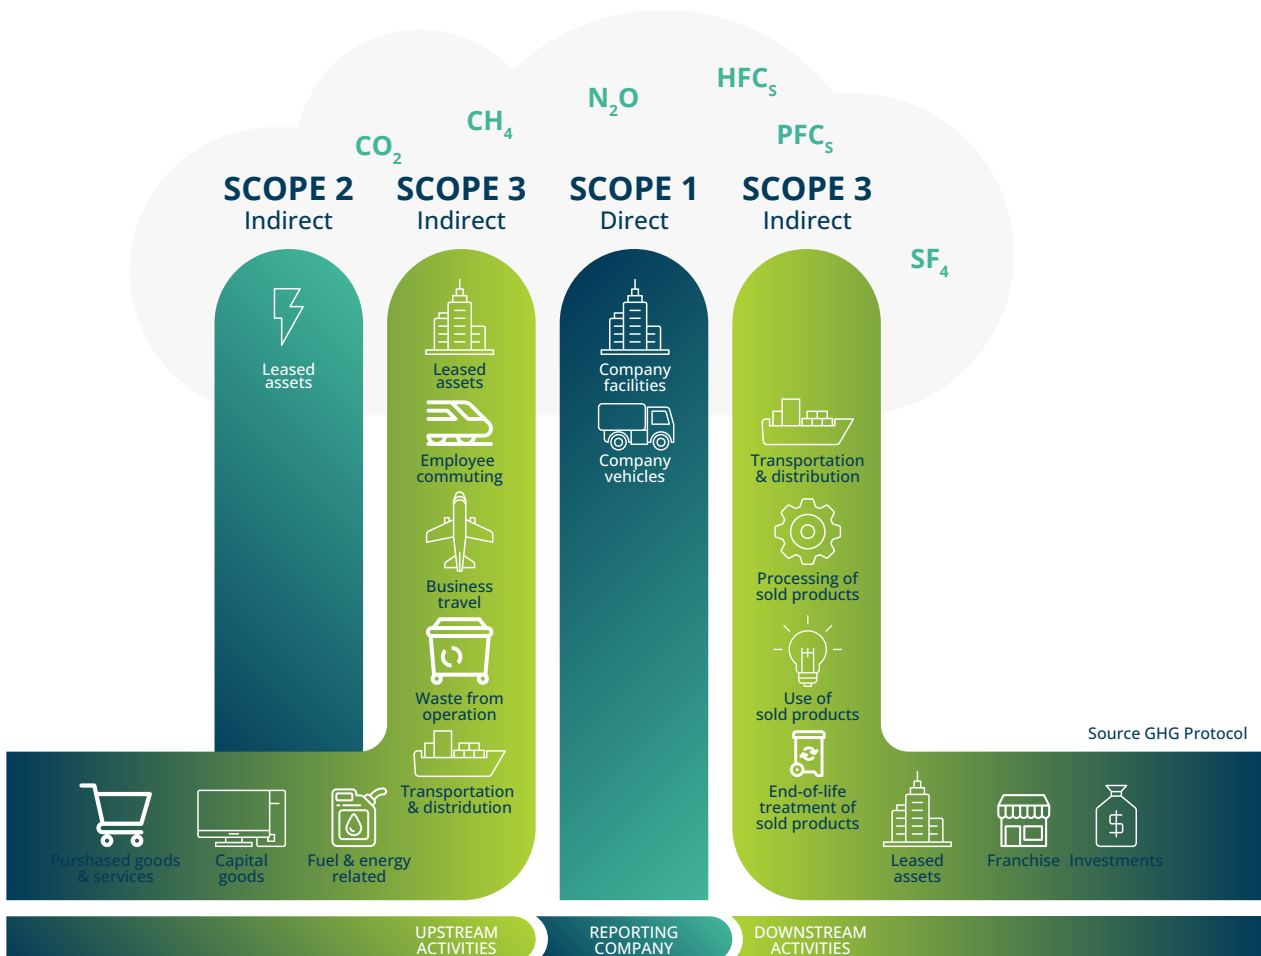 HFCs
N2O
CH4
PFCs
CO2
SCOPE 2
Indirect
SCOPE 3
Indirect
SCOPE 1
Direct
SCOPE 3
Indirect
SF4
Leased
assets
Leased
assets
Employee
commuting
Business
travel
Waste from
operation
Transportation
& distridution
Company
facilities
Company
vehicles
Transportation
& distribution
Processing of
sold products
Use of
sold products
End-of-life
treatment of
sold products
Source GHG Protocol
Purshased goods
& services
Capital
goods
Fuel & energy
related
Leased
assets
Franchise
Investments
UPSTREAM
ACTIVITIES
REPORTING
COMPANY
DOWNSTREAM
ACTIVITIES